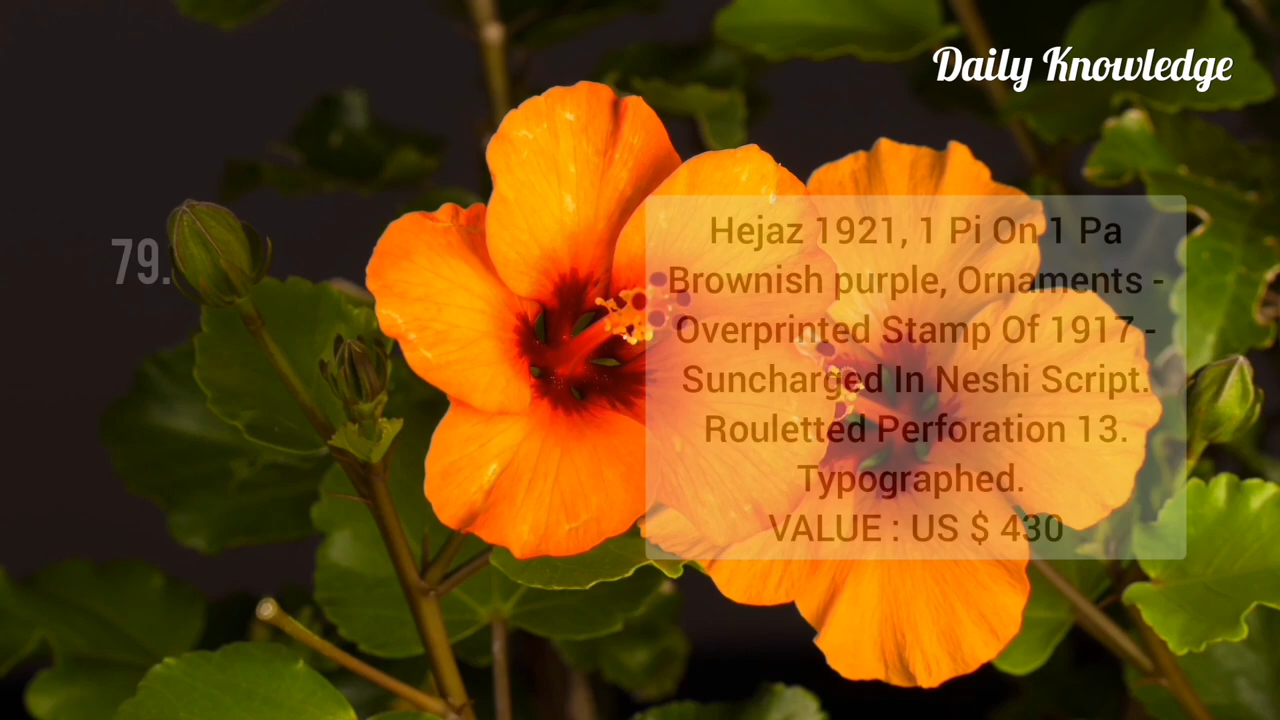 Daily Knowledge
79.
Hejaz 1921, 1 Pi On 1 Pa
Brownish purple, Ornaments -
Overprinted Stamp Of 1917 -
Suncharged In Neshi Script.
Rouletted Perforation 13.
Typographed.
VALUE : US $ 430